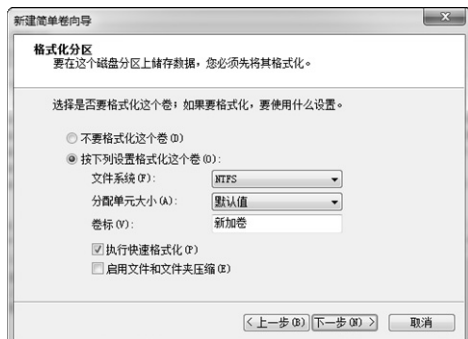 新建简单卷向导
格式化分区
要在这个磁盘分区上储存数据，您必须先将其格式化。
选择是否要格式化这个卷；如果要格式化，要使用什么设置。
不要格式化这个卷(D)
按下列设置格式化这个卷(O):
文件系统(F): NTFS
分配单元大小(A): 默认值
卷标(V): 新加卷
执行快速格式化(P)
启用文件和文件夹压缩(E)
<上一步(B) 下一步(N)> 取消